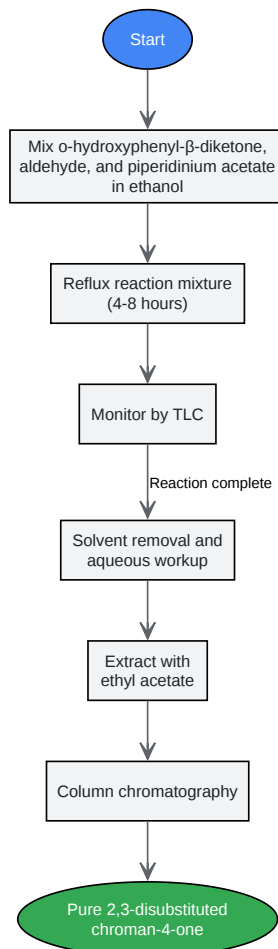 Start
Mix o-hydroxyphenyl-β-diketone,
aldehyde, and piperidinium acetate
in ethanol
Reflux reaction mixture
(4-8 hours)
Monitor by TLC
Reaction complete
Solvent removal and
aqueous workup
Extract with
ethyl acetate
Column chromatography
Pure 2,3-disubstituted
chroman-4-one